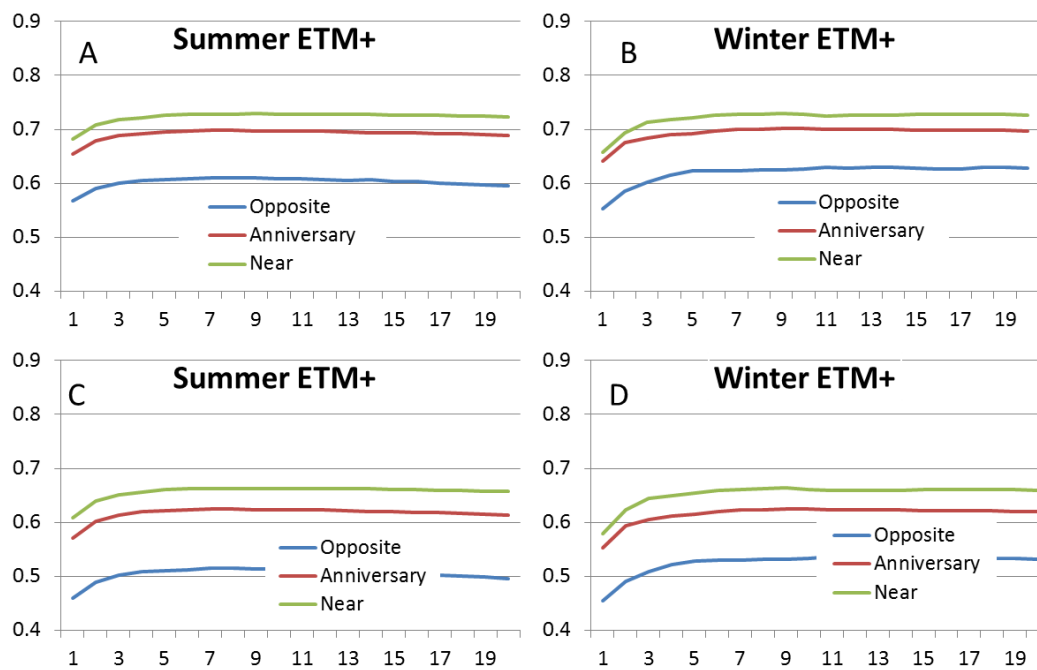 A
Summer ETM+
0.9
0.8
0.7
0.6
0.5
0.4
Opposite
Anniversary
Near
1 3 5 7 9 11 13 15 17 19
B
Winter ETM+
0.9
0.8
0.7
0.6
0.5
0.4
Opposite
Anniversary
Near
1 3 5 7 9 11 13 15 17 19
C
Summer ETM+
0.9
0.8
0.7
0.6
0.5
0.4
Opposite
Anniversary
Near
1 3 5 7 9 11 13 15 17 19
D
Winter ETM+
0.9
0.8
0.7
0.6
0.5
0.4
Opposite
Anniversary
Near
1 3 5 7 9 11 13 15 17 19